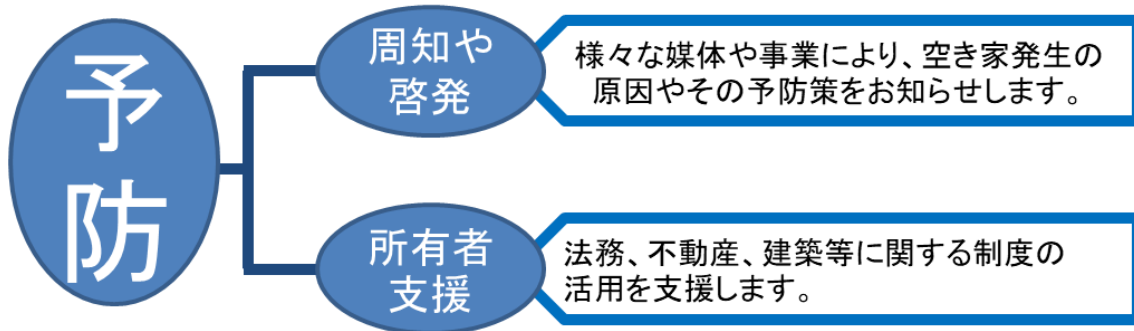 予
防
周知や
啓発
様々な媒体や事業により、空き家発生の
原因やその予防策をお知らせします。
所有者
支援
法務、不動産、建築等に関する制度の
活用を支援します。